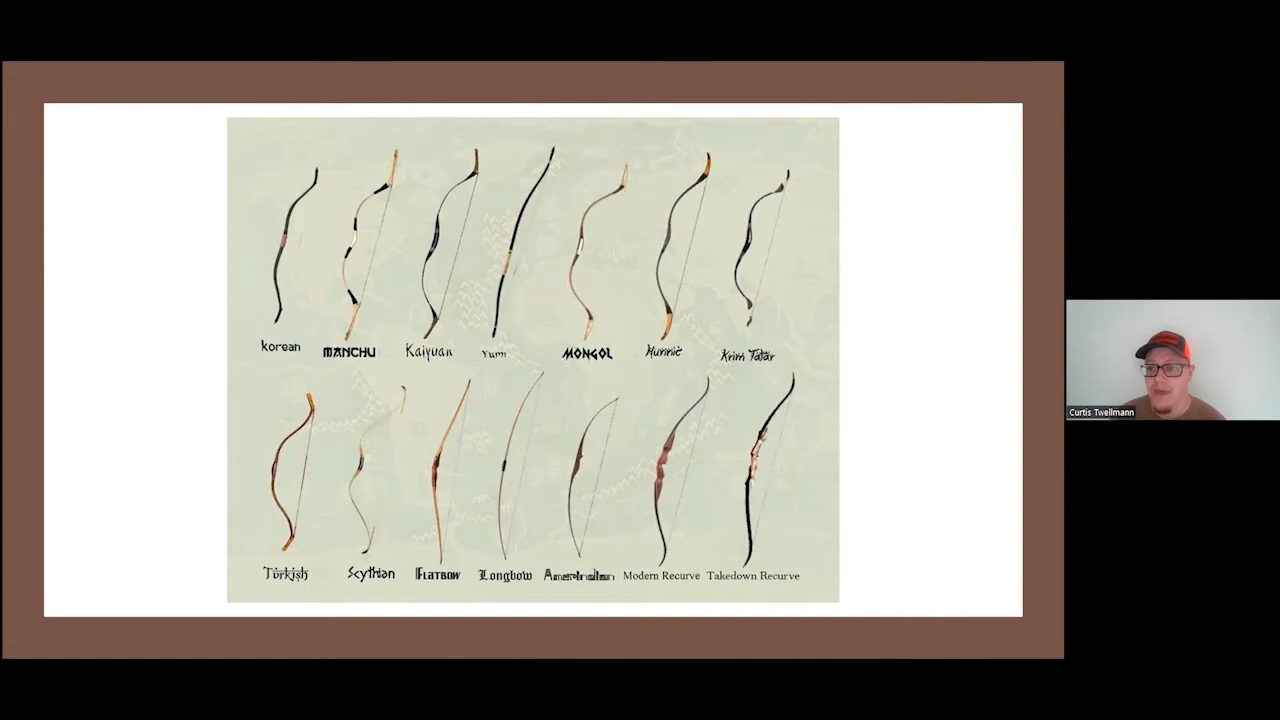 korean MANCHU Kaiyuan Yumi MONGOL Hunnic Krim Tatar
Turkish Scythian FLATBOW Longbow AmerIndian Modern Recurve Takedown Recurve
Curtis Twellmann